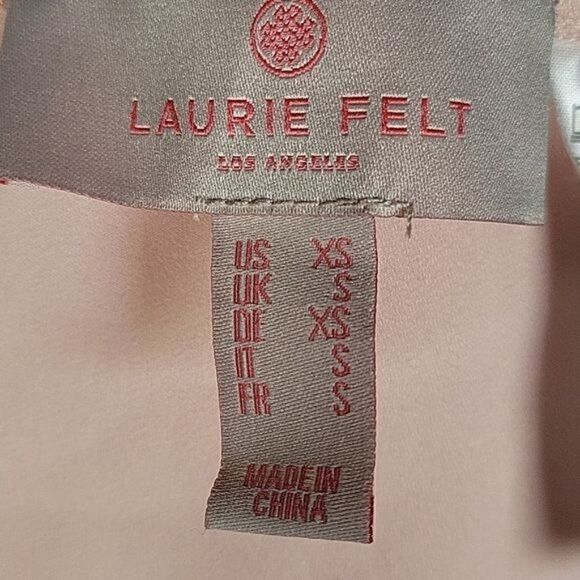 LAURIE FELT
LOS ANGELES
US XS
UK S
DE XS
IT S
FR S
MADE IN
CHINA